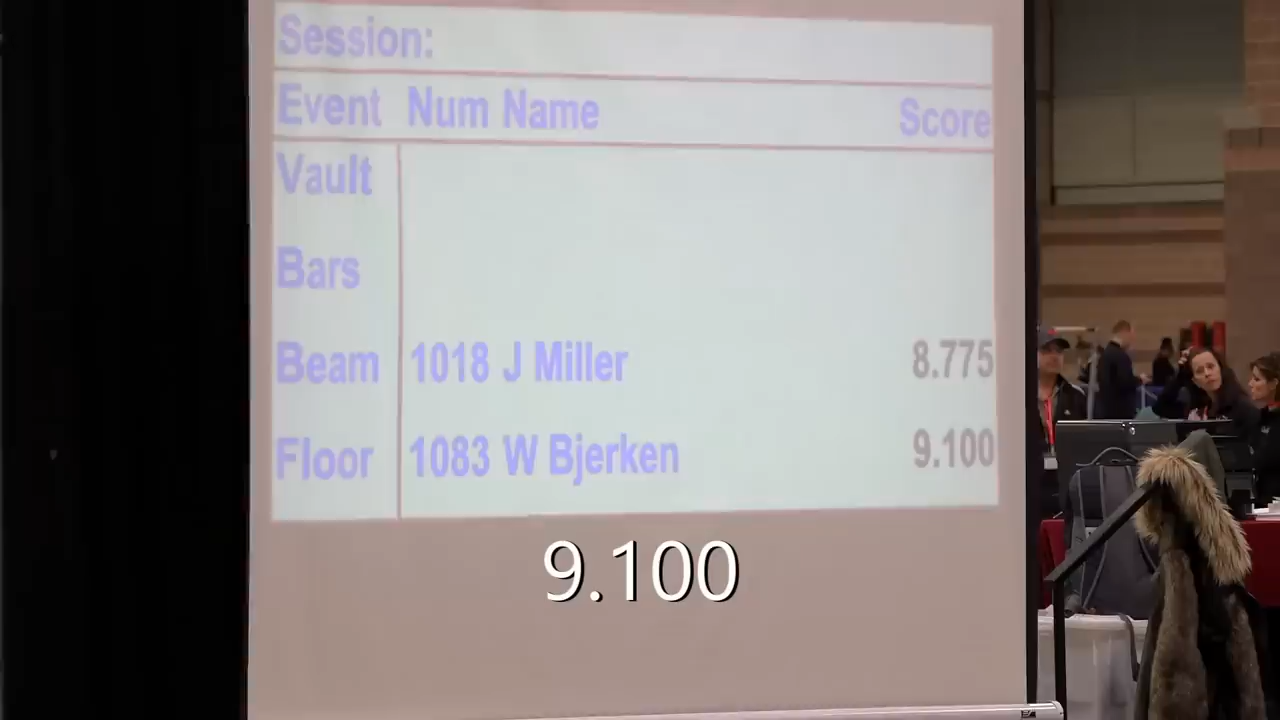 Session:
Event Num Name Score
Vault
Bars
Beam 1018 J Miller 8.775
Floor 1083 W Bjerken 9.100
9.100